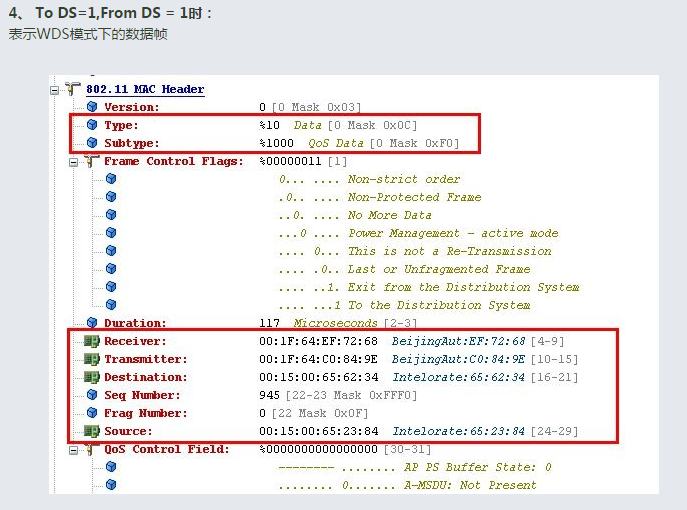 4、 To DS=1,From DS = 1时：
表示WDS模式下的数据帧
802.11 MAC Header
Version: 0 [0 Mask 0x03]
Type: %10 Data [0 Mask 0x0C]
Subtype: %1000 QoS Data [0 Mask 0xF0]
Frame Control Flags: %00000011 [1]
0... .... Non-strict order
.0.. .... Non-Protected Frame
..0. .... No More Data
...0 .... Power Management - active mode
.... 0... This is not a Re-Transmission
.... .0.. Last or Unfragmented Frame
.... ..1. Exit from the Distribution System
.... ...1 To the Distribution System
Duration: 117 Microseconds [2-3]
Receiver: 00:1F:64:EF:72:68 BeijingAut:EF:72:68 [4-9]
Transmitter: 00:1F:64:C0:84:9E BeijingAut:C0:84:9E [10-15]
Destination: 00:15:00:65:62:34 Intelorate:65:62:34 [16-21]
Seq Number: 945 [22-23 Mask 0xFFF0]
Frag Number: 0 [22 Mask 0x0F]
Source: 00:15:00:65:23:84 Intelorate:65:23:84 [24-29]
QoS Control Field: %0000000000000000 [30-31]
-------- ........ AP PS Buffer State: 0
........ 0....... A-MSDU: Not Present